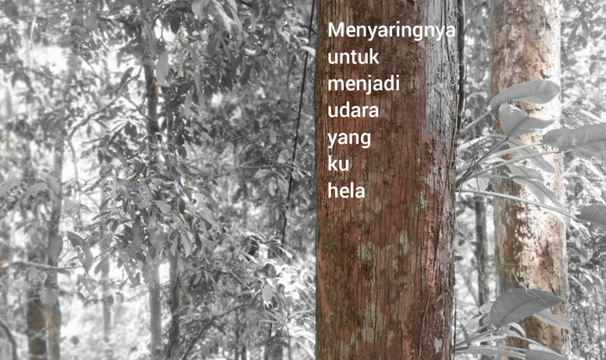 Menyaringnya
untuk
menjadi
udara
yang
ku
hela